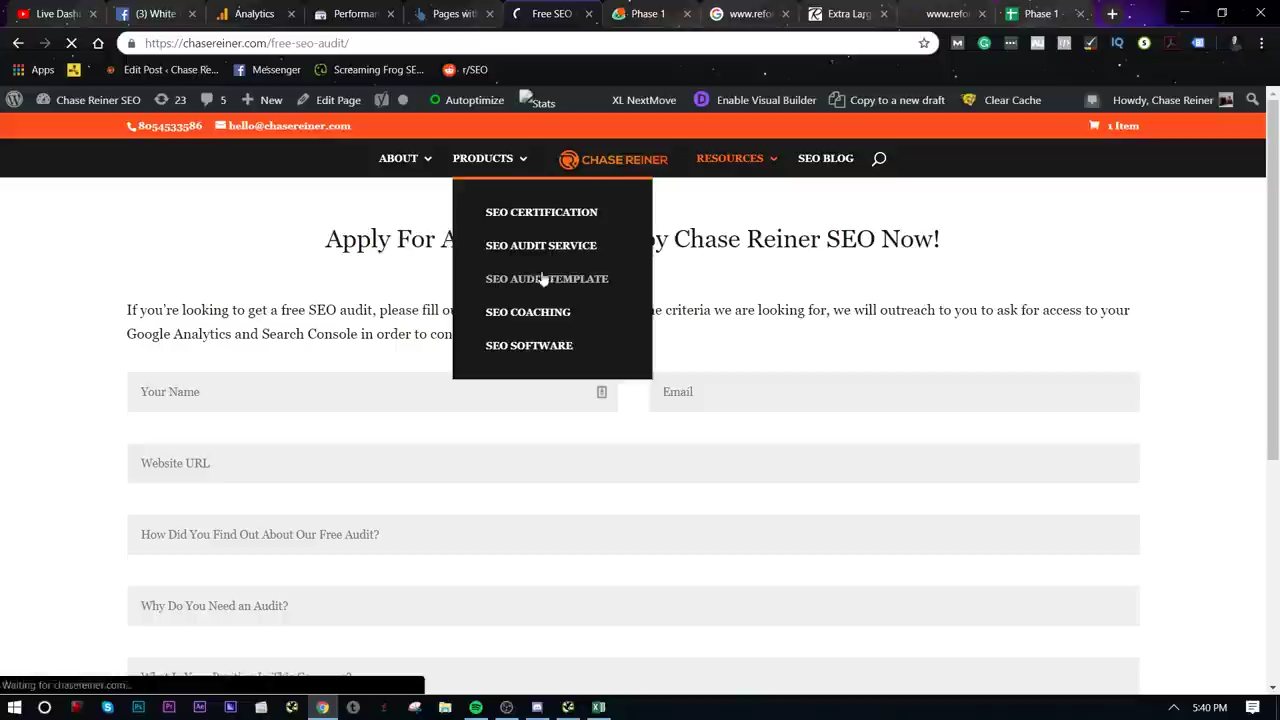 Live Dashb
Analytics
Performan
Pages with
Free SEO
Phase 1
www.refo
Extra Larg
www.refo
Phase 1
https://chasereiner.com/free-seo-audit/
Apps
Edit Post ‹ Chase Re...
Messenger
Screaming Frog SE...
r/SEO
Chase Reiner SEO
23
5
New
Edit Page
Autoptimize
Stats
XL NextMove
Enable Visual Builder
Copy to a new draft
Clear Cache
Howdy, Chase Reiner
8054533586
hello@chasereiner.com
1 Item
ABOUT
PRODUCTS
CHASE REINER
RESOURCES
SEO BLOG
SEO CERTIFICATION
SEO AUDIT SERVICE
SEO AUDIT TEMPLATE
SEO COACHING
SEO SOFTWARE
Apply For A by Chase Reiner SEO Now!
If you're looking to get a free SEO audit, please fill ou e criteria we are looking for, we will outreach to you to ask for access to your
Google Analytics and Search Console in order to con
Your Name
Email
Website URL
How Did You Find Out About Our Free Audit?
Why Do You Need an Audit?
Waiting for chasereiner.com...
5:40 PM